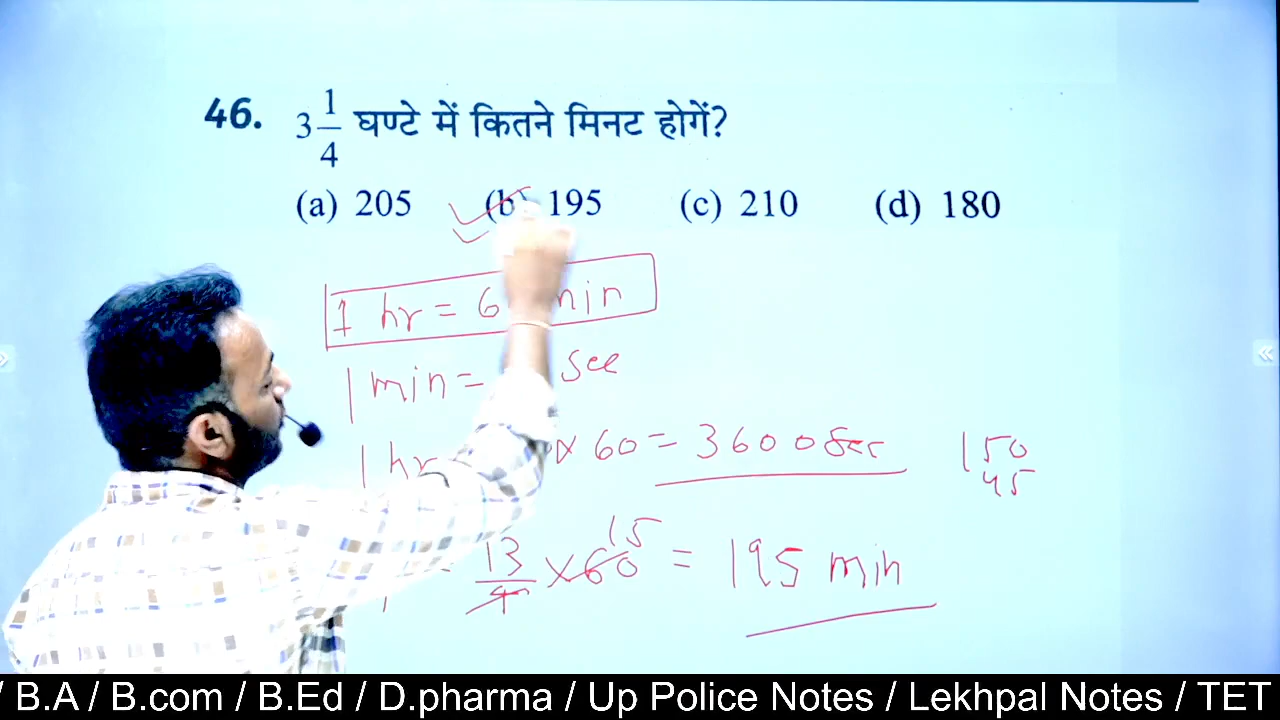 46. 3 1/4 घण्टे में कितने मिनट होगें?
(a) 205 (b) 195 (c) 210 (d) 180
1 hr = 6 min
1 min = sec
1 hr × 60 = 3600 sec
150
45
13/4 × 60 15 = 195 min
/ B.A / B.com / B.Ed / D.pharma / Up Police Notes / Lekhpal Notes / TET